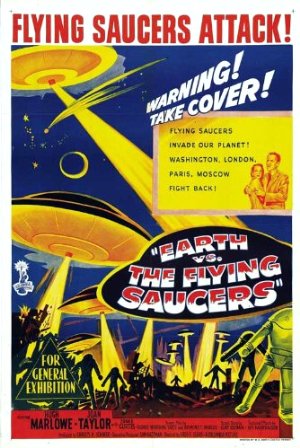 FLYING SAUCERS ATTACK!
WARNING!
TAKE COVER!
FLYING SAUCERS
INVADE OUR PLANET!
WASHINGTON, LONDON,
PARIS, MOSCOW
FIGHT BACK!
"EARTH
VS.
THE FLYING
SAUCERS"
FOR
GENERAL
EXHIBITION
HUGH
MARLOWE
JOAN
TAYLOR